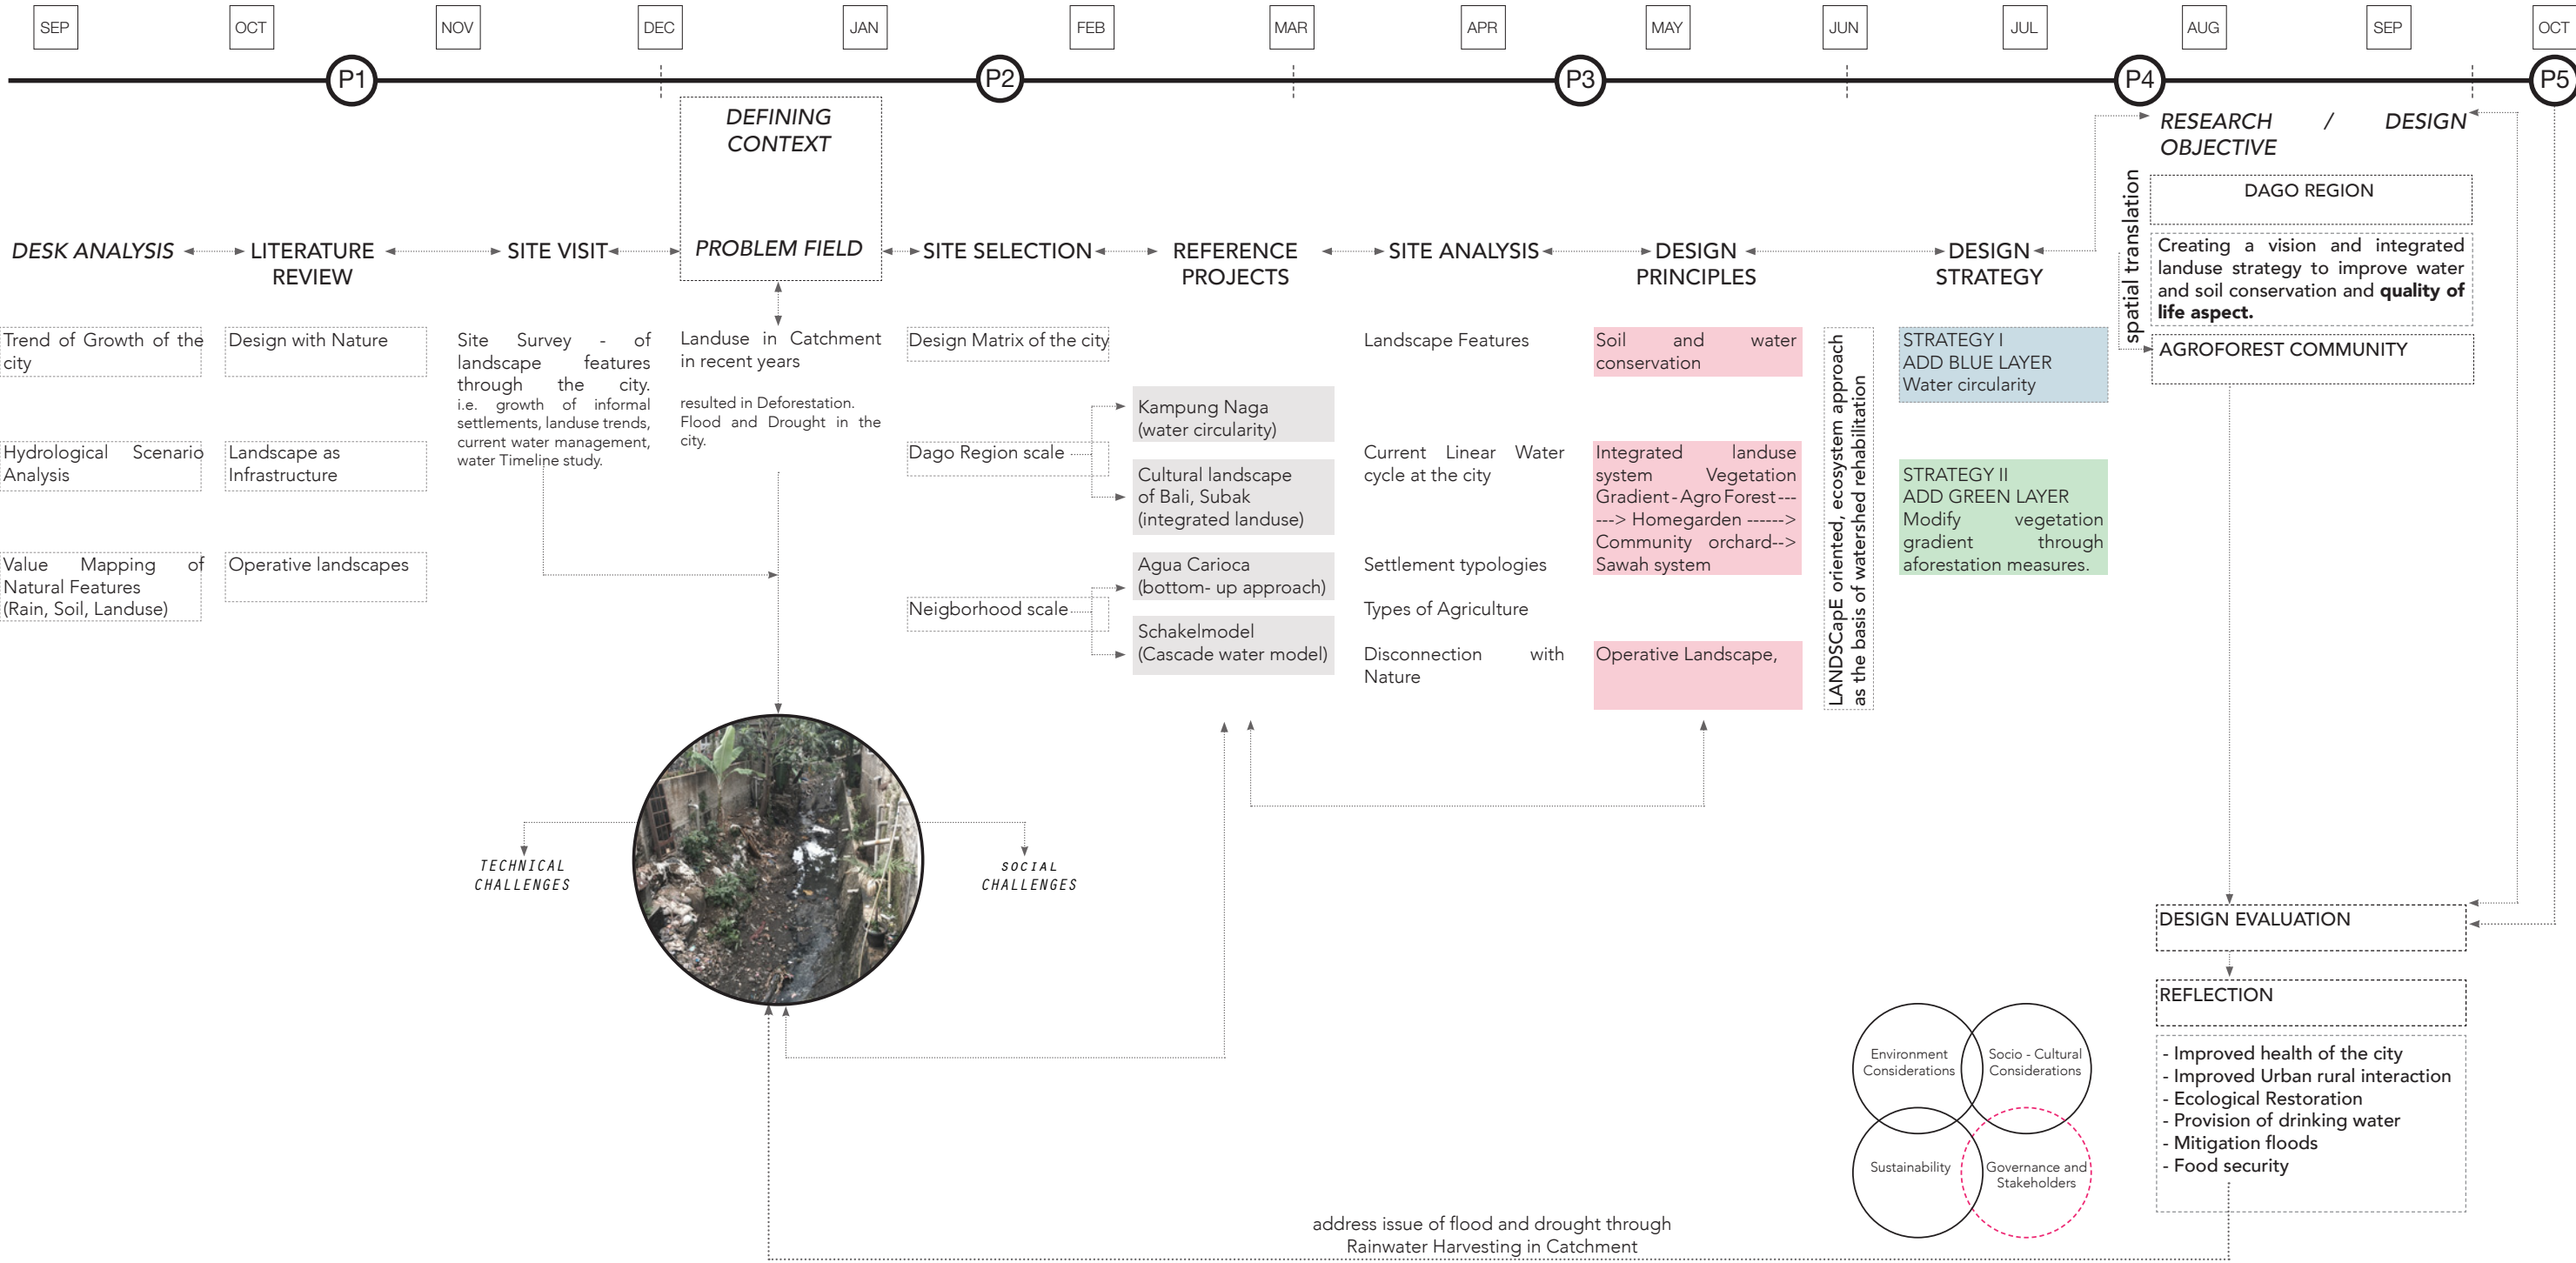 SEP
OCT
NOV
DEC
JAN
FEB
MAR
APR
MAY
JUN
JUL
AUG
SEP
OCT
P1
P2
P3
P4
P5
DEFINING
CONTEXT
PROBLEM FIELD
RESEARCH / DESIGN
OBJECTIVE
DESK ANALYSIS
LITERATURE
REVIEW
SITE VISIT
SITE SELECTION
REFERENCE
PROJECTS
SITE ANALYSIS
DESIGN
PRINCIPLES
DESIGN
STRATEGY
spatial translation
DAGO REGION
Creating a vision and integrated
landuse strategy to improve water
and soil conservation and quality of
life aspect.
AGROFOREST COMMUNITY
Trend of Growth of the
city
Hydrological Scenario
Analysis
Value Mapping of
Natural Features
(Rain, Soil, Landuse)
Design with Nature
Landscape as
Infrastructure
Operative landscapes
Site Survey - of
landscape features
through the city.
i.e. growth of informal
settlements, landuse trends,
current water management,
water Timeline study.
Landuse in Catchment
in recent years
resulted in Deforestation.
Flood and Drought in the
city.
Design Matrix of the city
Dago Region scale
Neigborhood scale
Kampung Naga
(water circularity)
Cultural landscape
of Bali, Subak
(integrated landuse)
Agua Carioca
(bottom- up approach)
Schakelmodel
(Cascade water model)
Landscape Features
Current Linear Water
cycle at the city
Settlement typologies
Types of Agriculture
Disconnection with
Nature
Soil and water
conservation
Integrated landuse
system Vegetation
Gradient - Agro Forest ---
---> Homegarden ------>
Community orchard-->
Sawah system
Operative Landscape,
LANDSCapE oriented, ecosystem approach
as the basis of watershed rehabilitation
STRATEGY I
ADD BLUE LAYER
Water circularity
STRATEGY II
ADD GREEN LAYER
Modify vegetation
gradient through
aforestation measures.
TECHNICAL
CHALLENGES
SOCIAL
CHALLENGES
DESIGN EVALUATION
REFLECTION
- Improved health of the city
- Improved Urban rural interaction
- Ecological Restoration
- Provision of drinking water
- Mitigation floods
- Food security
Environment
Considerations
Socio - Cultural
Considerations
Sustainability
Governance and
Stakeholders
address issue of flood and drought through
Rainwater Harvesting in Catchment